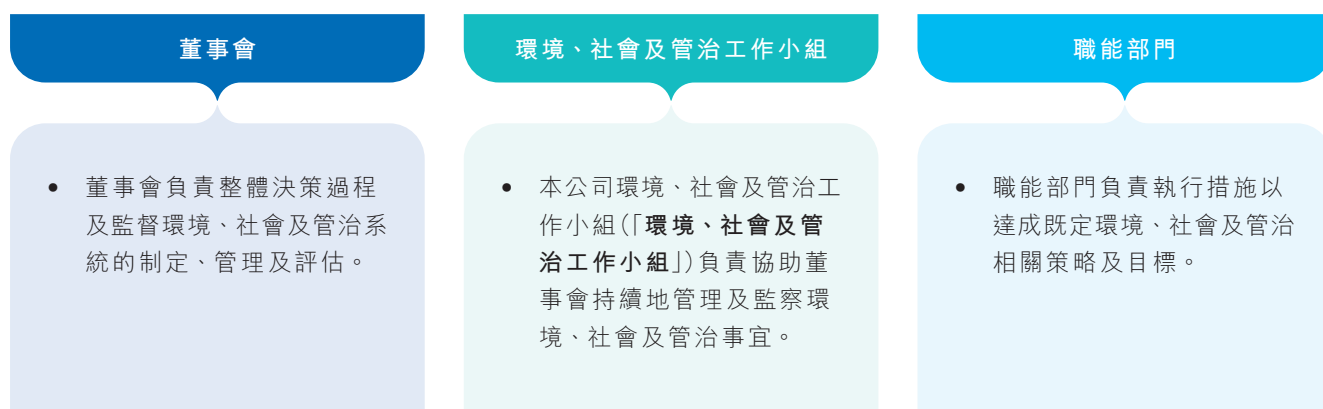 董事會
• 董事會負責整體決策過程
及監督環境、社會及管治系
統的制定、管理及評估。
環境、社會及管治工作小組
• 本公司環境、社會及管治工
作小組(「環境、社會及管
治工作小組」)負責協助董
事會持續地管理及監察環
境、社會及管治事宜。
職能部門
• 職能部門負責執行措施以
達成既定環境、社會及管治
相關策略及目標。